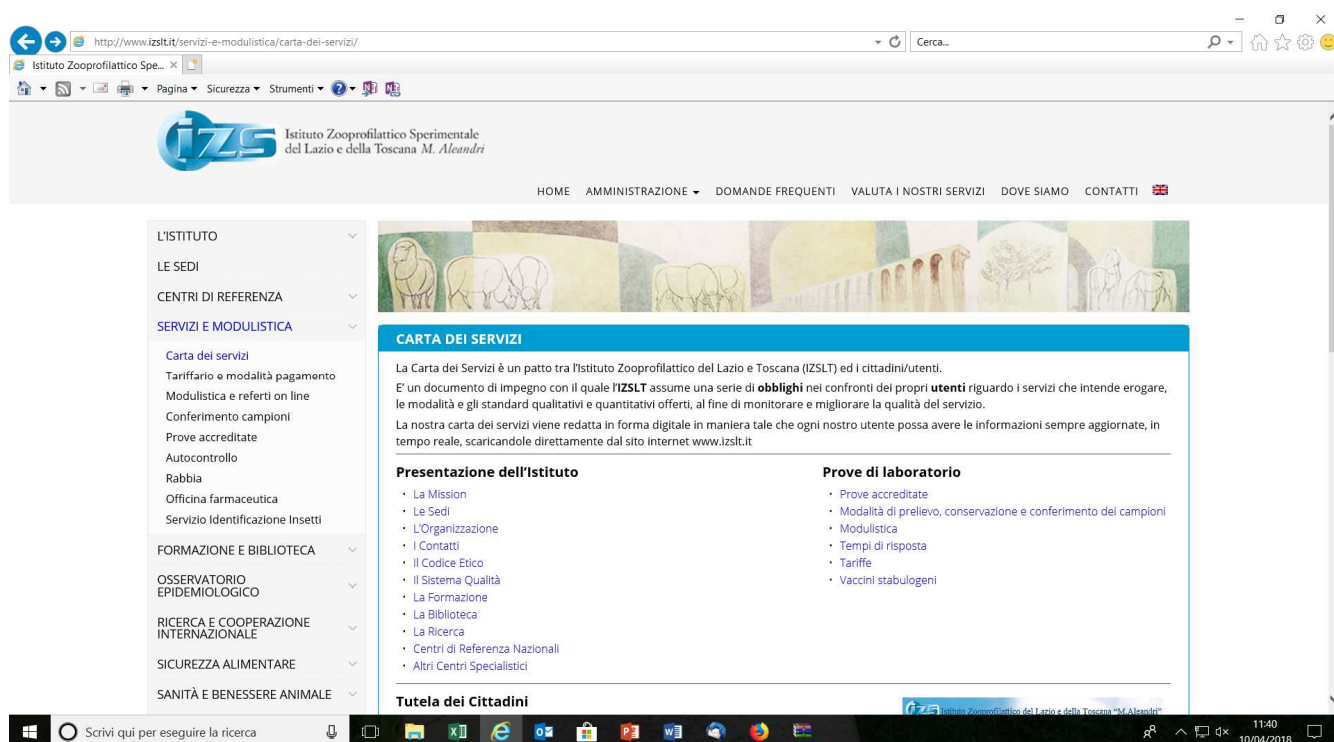 http://www.izslt.it/servizi-e-modulistica/carta-dei-servizi/
Cerca...
Istituto Zooprofilattico Spe...
Pagina Sicurezza Strumenti
izs
Istituto Zooprofilattico Sperimentale
del Lazio e della Toscana M. Aleandri
HOME AMMINISTRAZIONE DOMANDE FREQUENTI VALUTA I NOSTRI SERVIZI DOVE SIAMO CONTATTI
L'ISTITUTO
LE SEDI
CENTRI DI REFERENZA
SERVIZI E MODULISTICA
Carta dei servizi
Tariffario e modalità pagamento
Modulistica e referti on line
Conferimento campioni
Prove accreditate
Autocontrollo
Rabbia
Officina farmaceutica
Servizio Identificazione Insetti
FORMAZIONE E BIBLIOTECA
OSSERVATORIO
EPIDEMIOLOGICO
RICERCA E COOPERAZIONE
INTERNAZIONALE
SICUREZZA ALIMENTARE
SANITÀ E BENESSERE ANIMALE
CARTA DEI SERVIZI
La Carta dei Servizi è un patto tra l'Istituto Zooprofilattico del Lazio e Toscana (IZSLT) ed i cittadini/utenti.
E' un documento di impegno con il quale l'IZSLT assume una serie di obblighi nei confronti dei propri utenti riguardo i servizi che intende erogare,
le modalità e gli standard qualitativi e quantitativi offerti, al fine di monitorare e migliorare la qualità del servizio.
La nostra carta dei servizi viene redatta in forma digitale in maniera tale che ogni nostro utente possa avere le informazioni sempre aggiornate, in
tempo reale, scaricandole direttamente dal sito internet www.izslt.it
Presentazione dell'Istituto
La Mission
Le Sedi
L'Organizzazione
I Contatti
Il Codice Etico
Il Sistema Qualità
La Formazione
La Biblioteca
La Ricerca
Centri di Referenza Nazionali
Altri Centri Specialistici
Prove di laboratorio
Prove accreditate
Modalità di prelievo, conservazione e conferimento dei campioni
Modulistica
Tempi di risposta
Tariffe
Vaccini stabulogeni
Tutela dei Cittadini
izs Istituto Zooprofilattico del Lazio e della Toscana "M.Aleandri"
Scrivi qui per eseguire la ricerca
11:40
10/04/2018